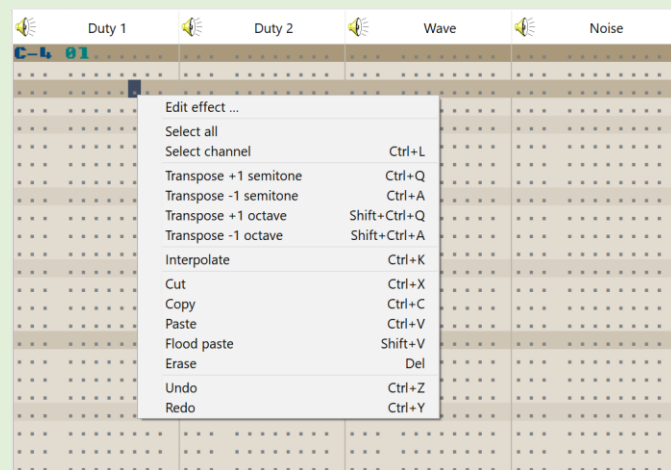 Duty 1 Duty 2 Wave Noise
C-4 01
Edit effect ...
Select all
Select channel Ctrl+L
Transpose +1 semitone Ctrl+Q
Transpose -1 semitone Ctrl+A
Transpose +1 octave Shift+Ctrl+Q
Transpose -1 octave Shift+Ctrl+A
Interpolate Ctrl+K
Cut Ctrl+X
Copy Ctrl+C
Paste Ctrl+V
Flood paste Shift+V
Erase Del
Undo Ctrl+Z
Redo Ctrl+Y